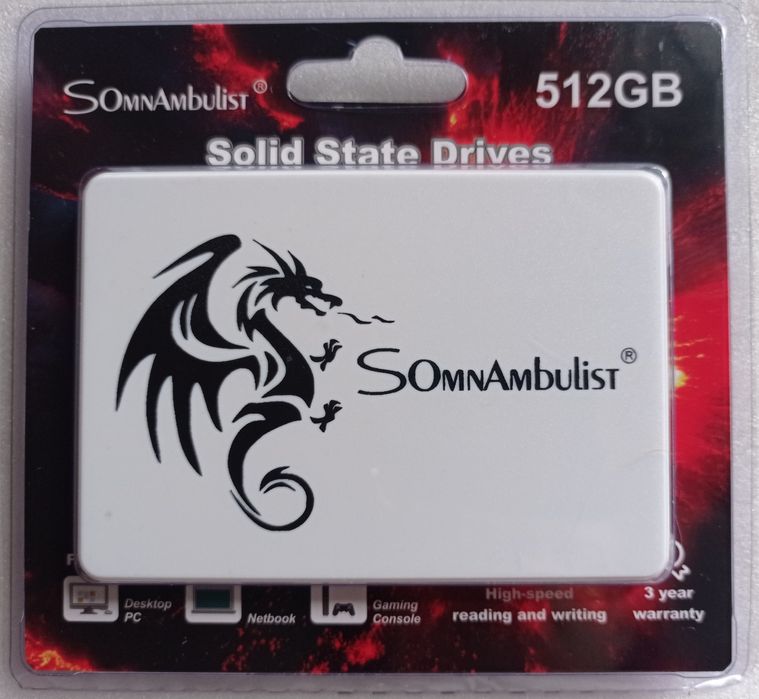 SOmnAmbulist® 512GB
Solid State Drives
SOmnAmbulist®
Desktop
PC
Netbook
Gaming
Console
High-speed
reading and writing
3 year
warranty